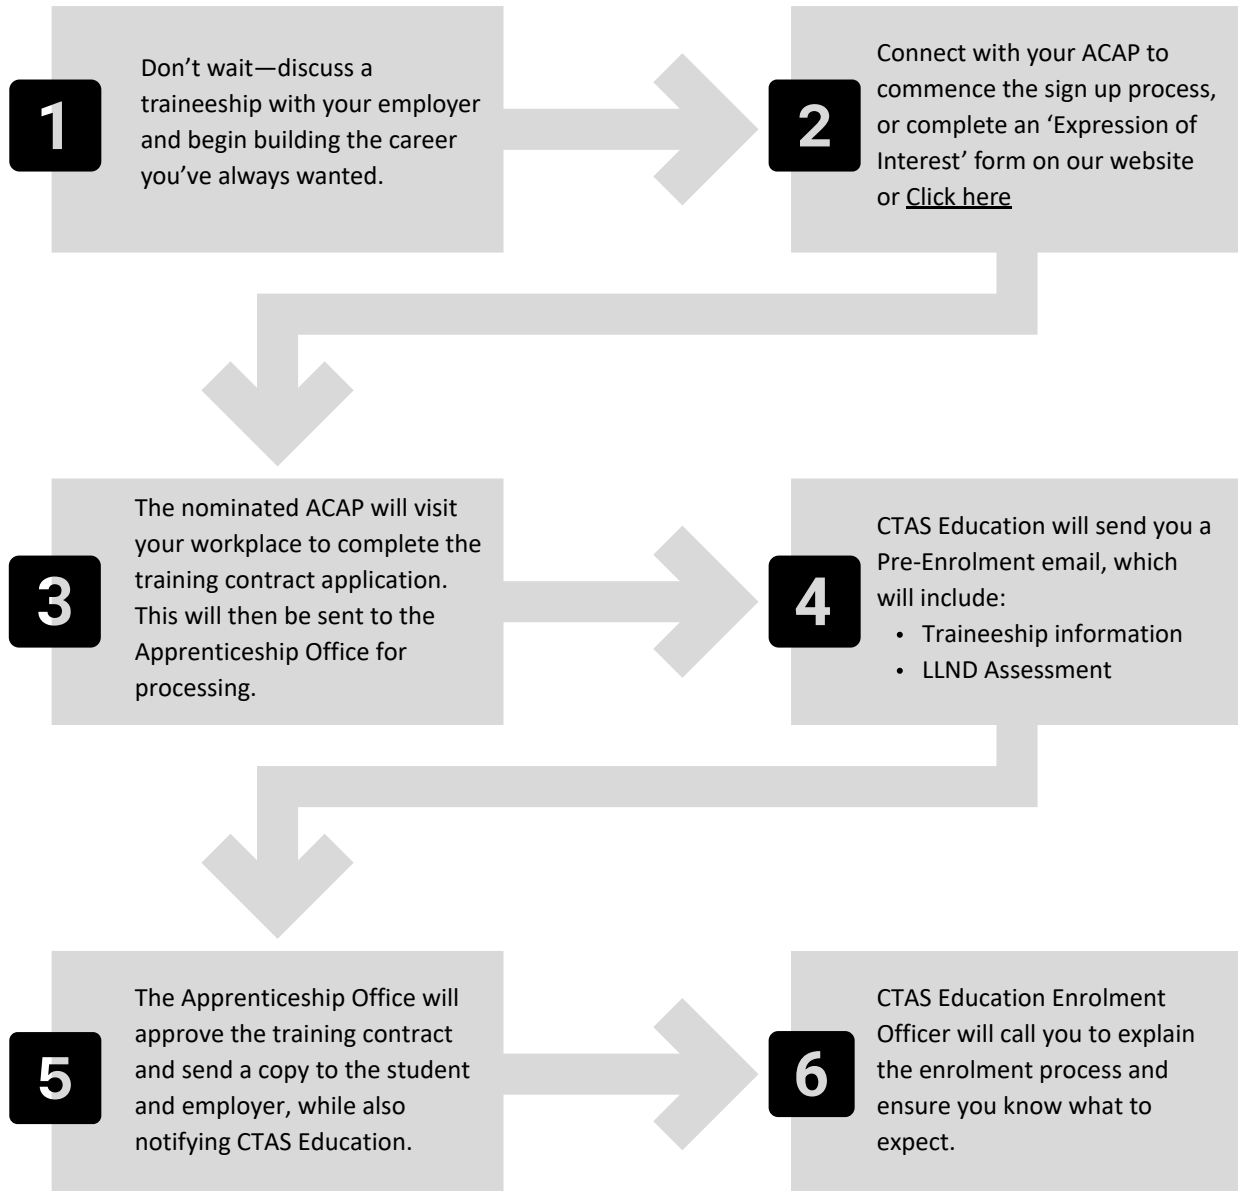 1
Don’t wait—discuss a
traineeship with your employer
and begin building the career
you’ve always wanted.
2
Connect with your ACAP to
commence the sign up process,
or complete an ‘Expression of
Interest’ form on our website
or Click here
3
The nominated ACAP will visit
your workplace to complete the
training contract application.
This will then be sent to the
Apprenticeship Office for
processing.
4
CTAS Education will send you a
Pre-Enrolment email, which
will include:
• Traineeship information
• LLND Assessment
5
The Apprenticeship Office will
approve the training contract
and send a copy to the student
and employer, while also
notifying CTAS Education.
6
CTAS Education Enrolment
Officer will call you to explain
the enrolment process and
ensure you know what to
expect.